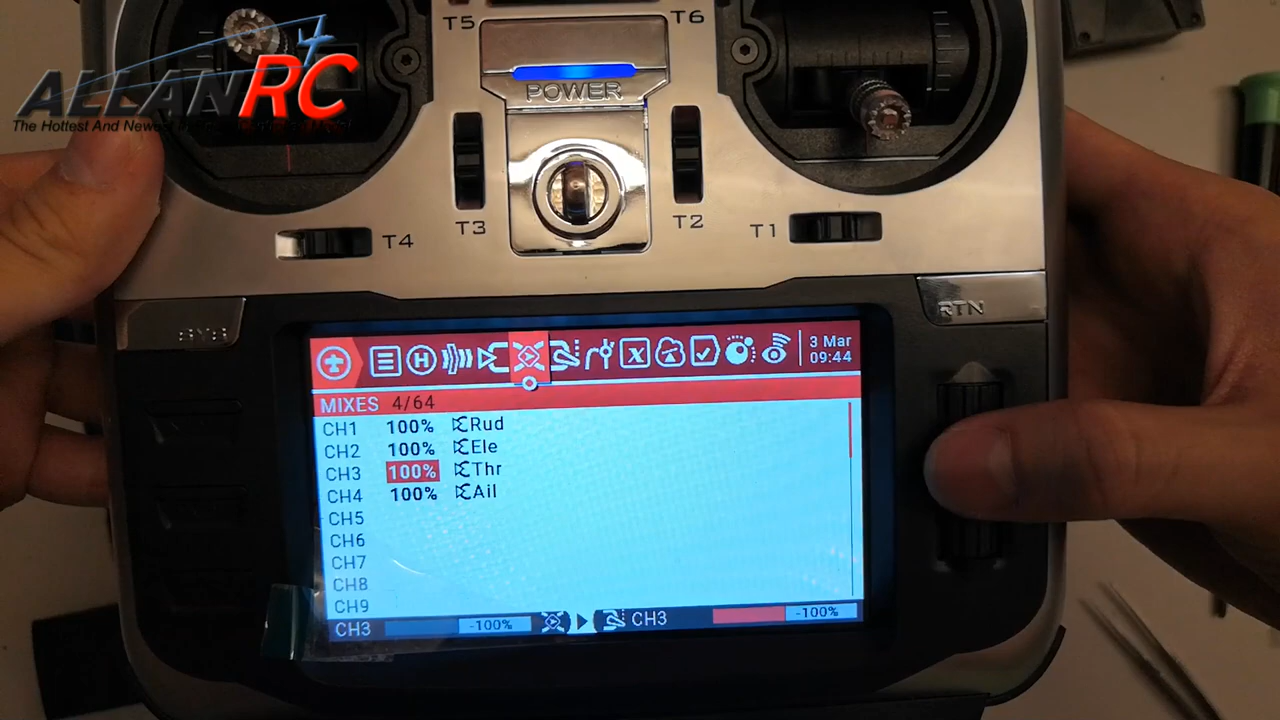 ALLANRC
The Hottest And Newest
T5
T6
POWER
T3
T2
T4
T1
RTN
3 Mar
09:44
MIXES 4/64
CH1 100% Rud
CH2 100% Ele
CH3 100% Thr
CH4 100% Ail
CH5
CH6
CH7
CH8
CH9
CH3 -100% CH3 -100%